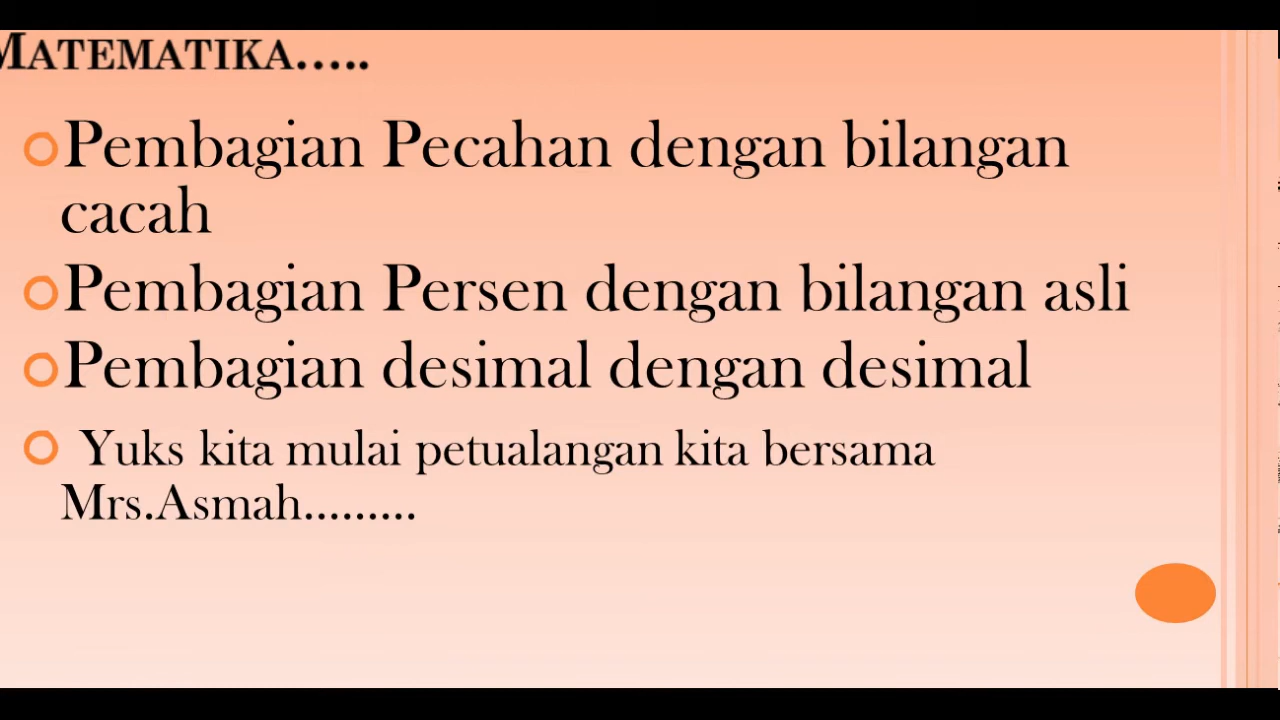 MATEMATIKA.....
Pembagian Pecahan dengan bilangan
cacah
Pembagian Persen dengan bilangan asli
Pembagian desimal dengan desimal
Yuks kita mulai petualangan kita bersama
Mrs.Asmah.........